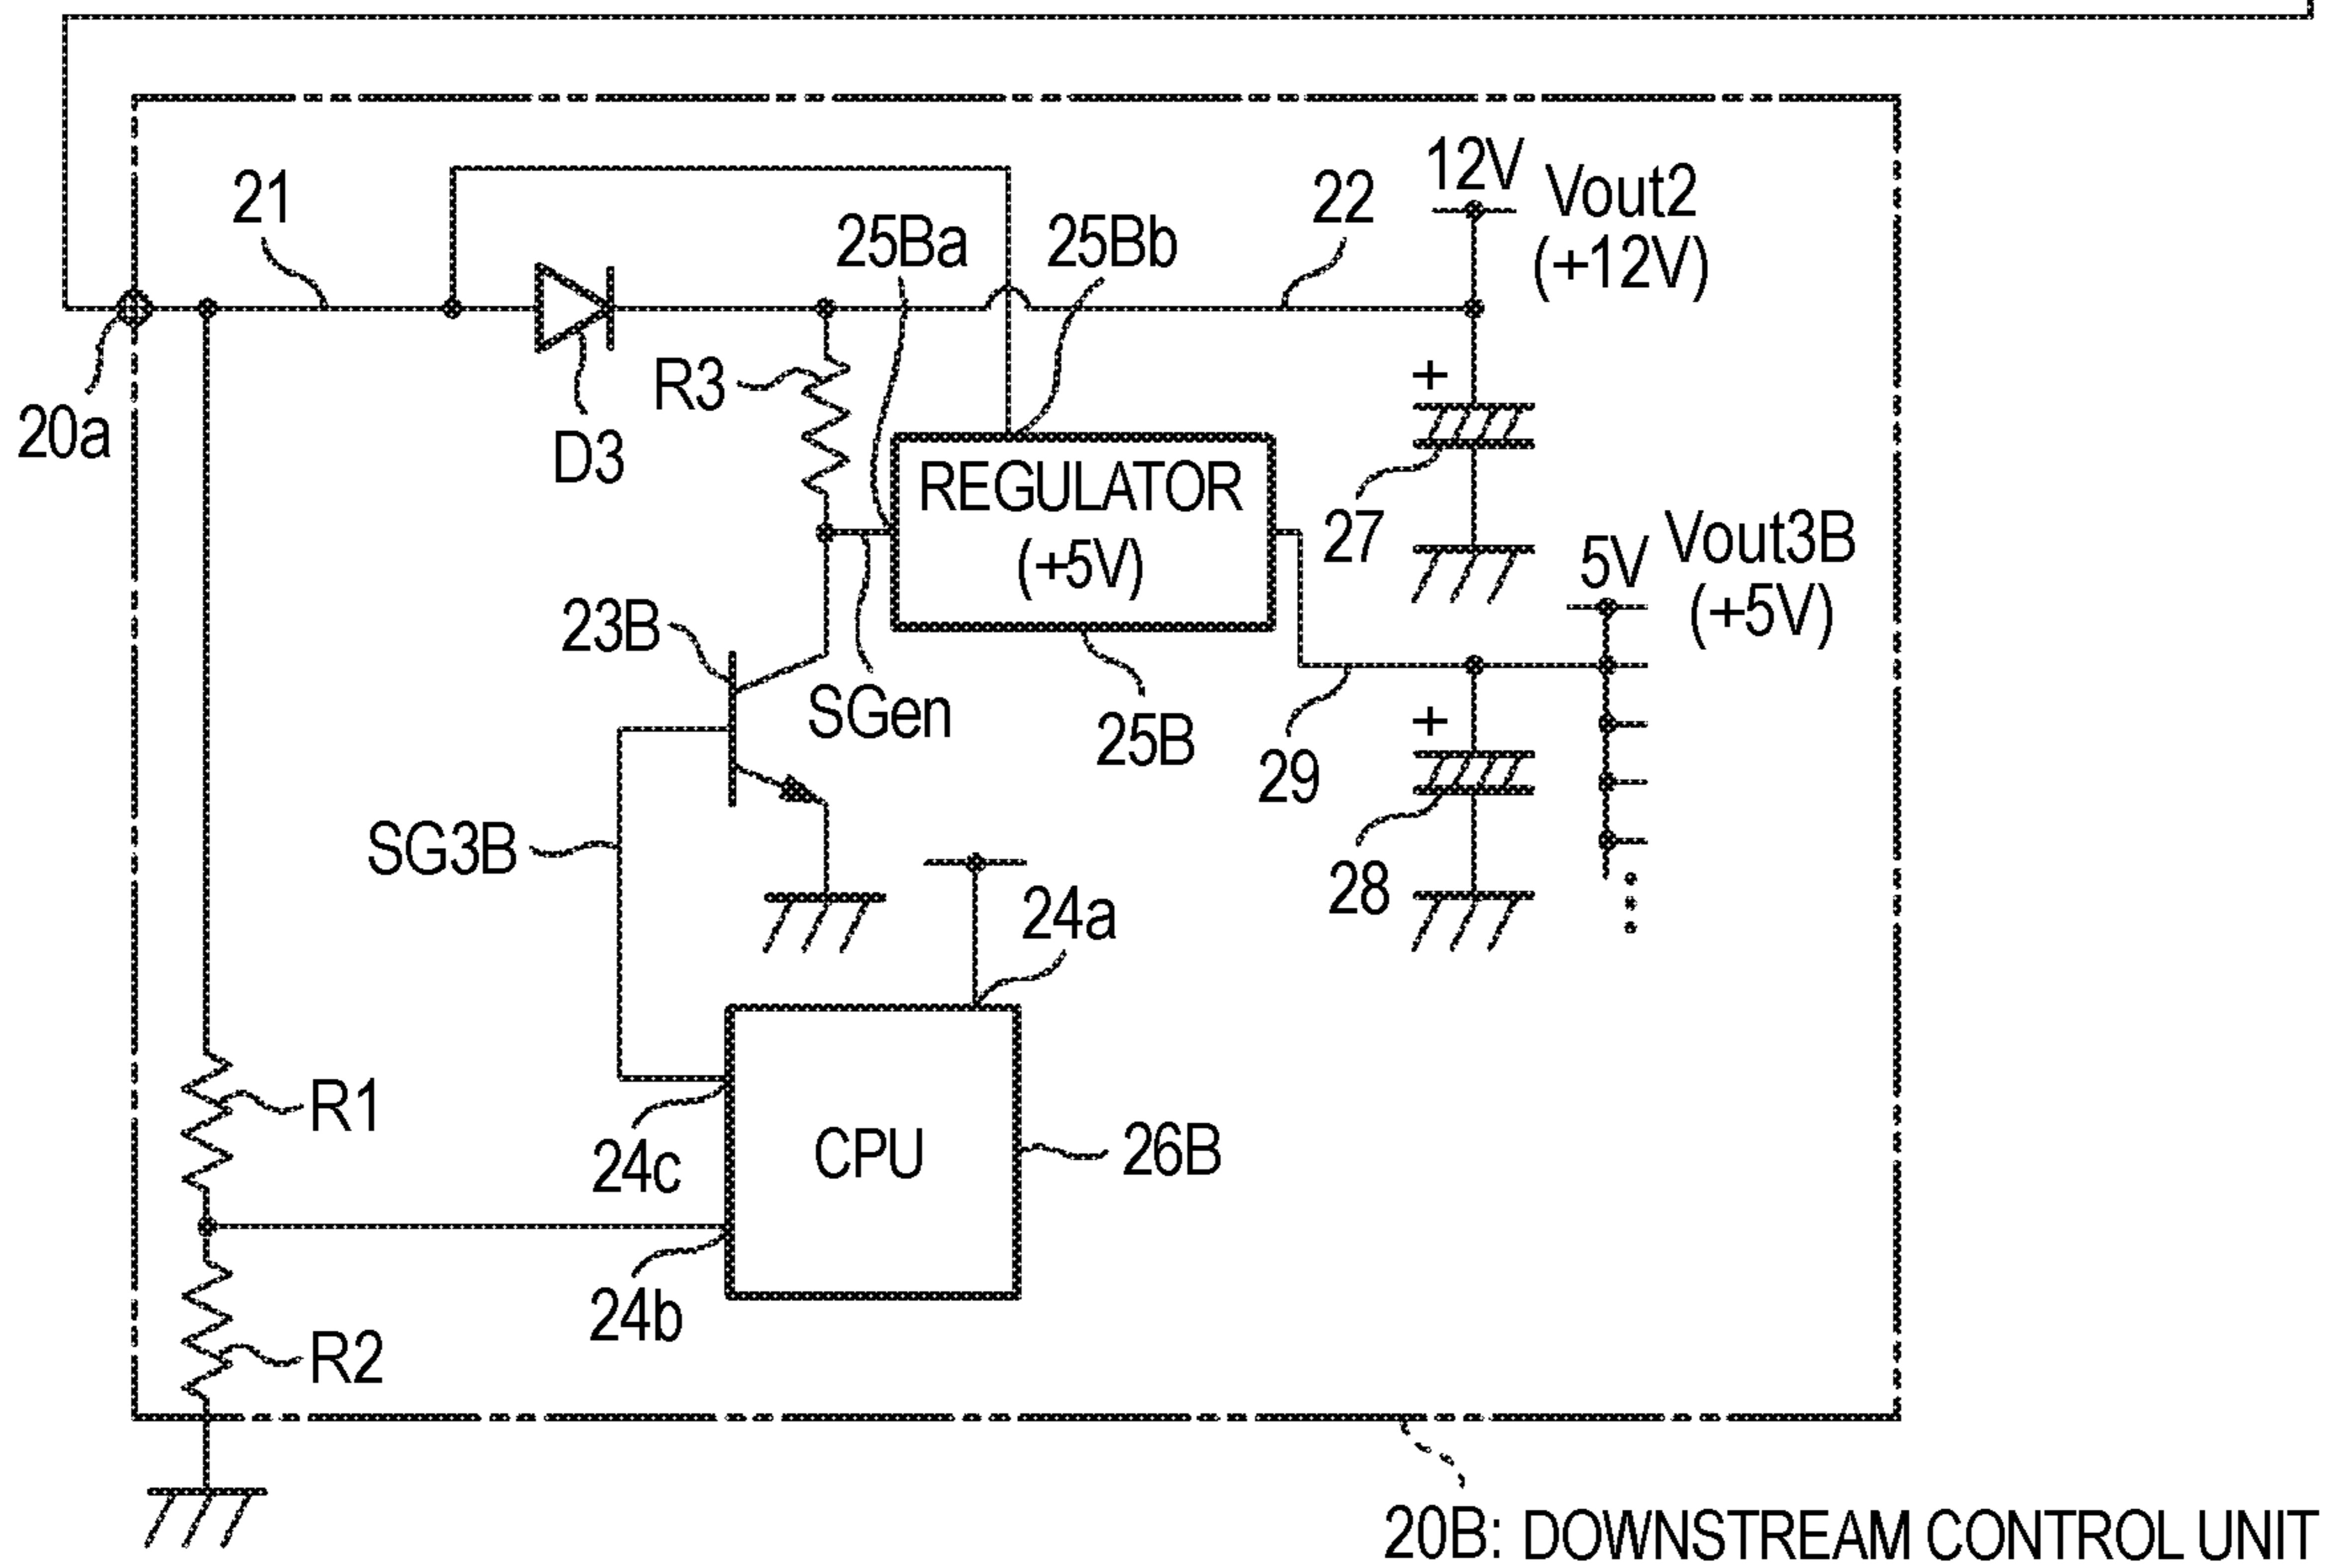 12V
Vout2
(+12V)
21
22
25Ba
25Bb
20a
D3
R3
REGULATOR
(+5V)
+
27
5V
Vout3B
(+5V)
23B
SGen
25B
29
+
28
SG3B
24a
R1
24c
CPU
26B
24b
R2
20B: DOWNSTREAM CONTROL UNIT